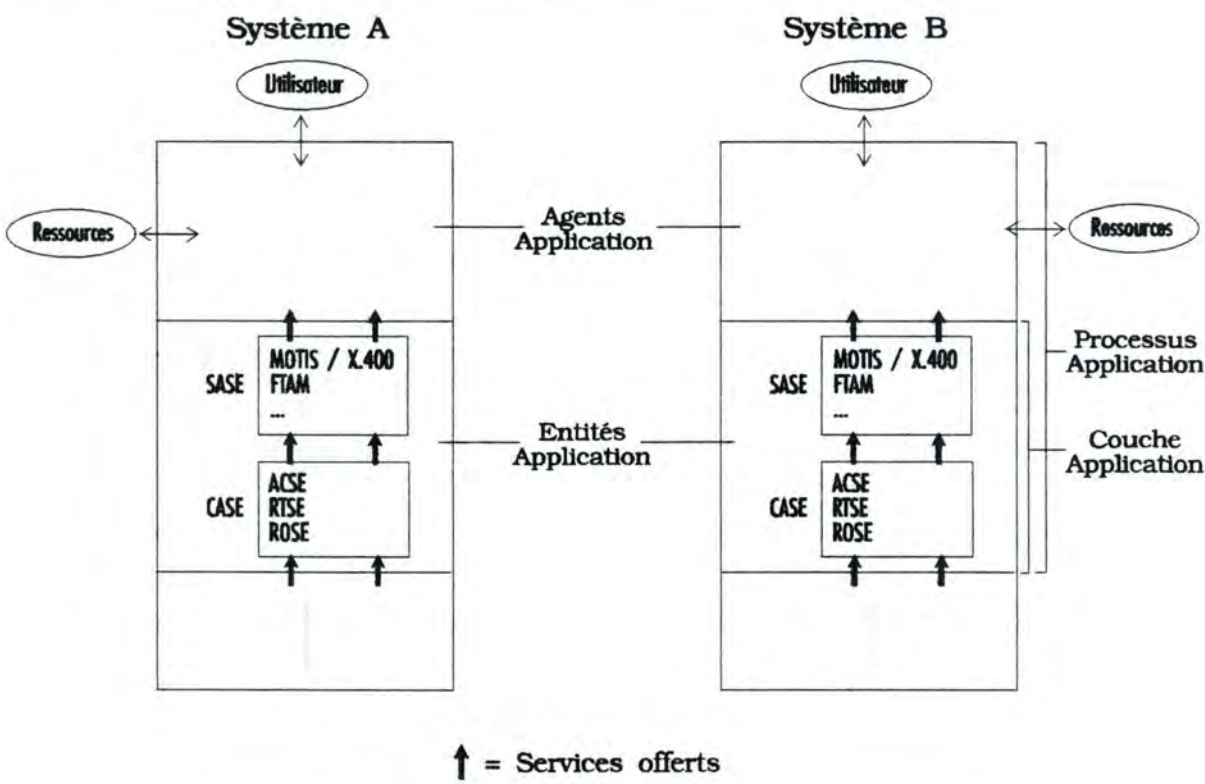 Système A
Système B
Utilisateur
Utilisateur
Ressources
Agents
Application
Ressources
MOTIS / X.400
FTAM
...
SASE
MOTIS / X.400
FTAM
...
SASE
Processus
Application
Entités
Application
Couche
Application
ACSE
RTSE
ROSE
CASE
ACSE
RTSE
ROSE
CASE
= Services offerts